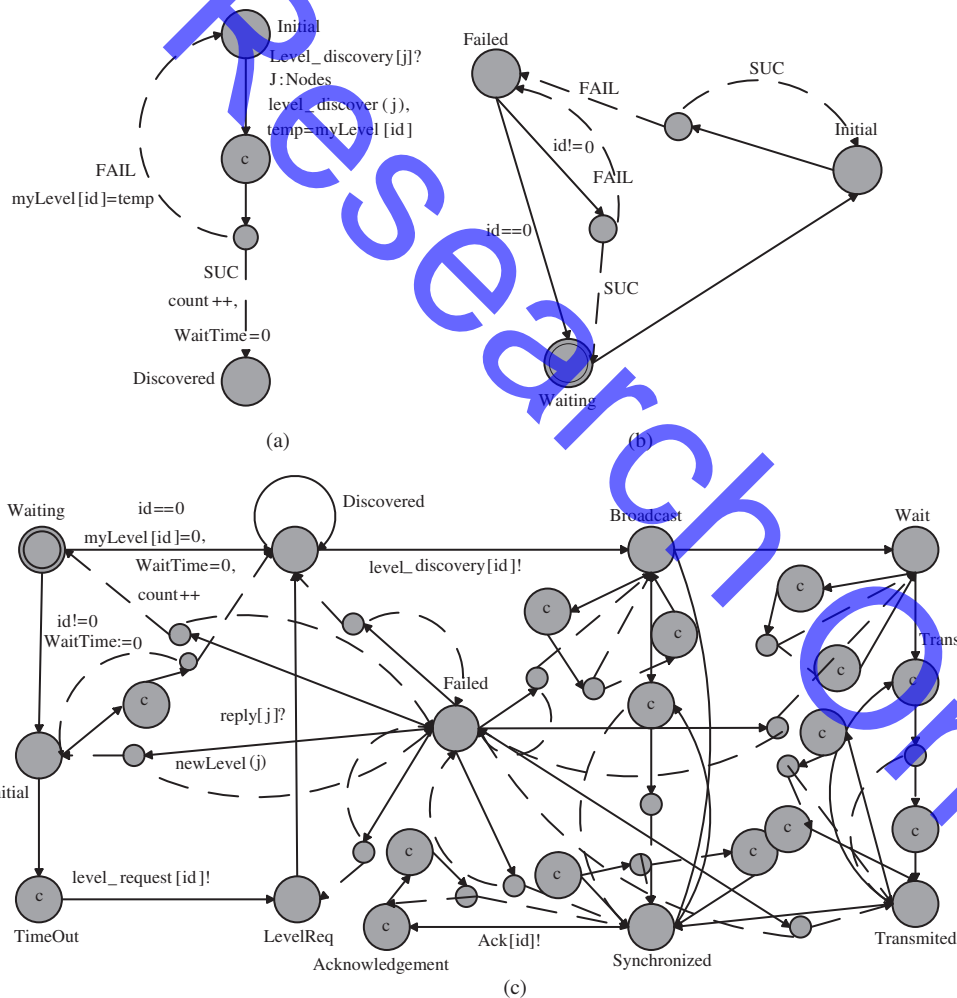 Initial
Level_discovery[j]?
J:Nodes
level_discover(j),
temp=myLevel[id]
c
FAIL
myLevel[id]=temp
SUC
count++,
WaitTime=0
Discovered
(a)
Failed
FAIL
SUC
Initial
id!=0
FAIL
id==0
SUC
Waiting
(b)
Waiting
id==0
myLevel[id]=0,
WaitTime=0,
count++
Discovered
level_discovery[id]!
Broadcast
Wait
id!=0
WaitTime:=0
c
c
c
c
c
Trans
c
reply[j]?
Failed
c
c
newLevel(j)
nitial
level_request[id]!
c
TimeOut
LevelReq
c
c
c
c
c
c
Acknowledgement
Ack[id]!
Synchronized
Transmited
(c)
Research
On